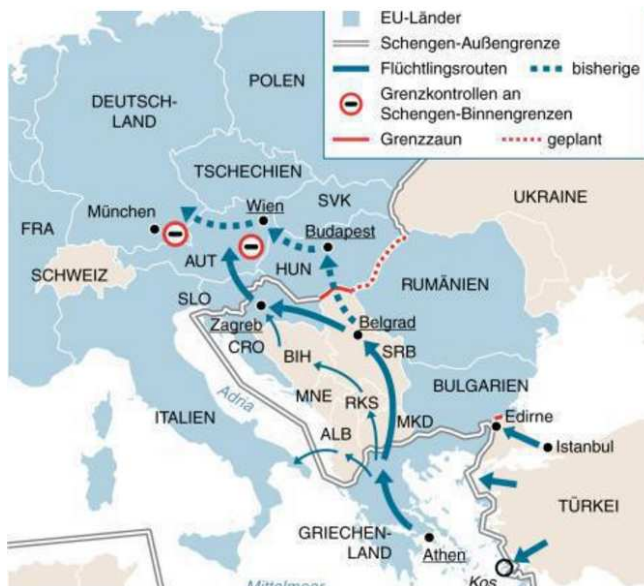 EU-Länder
Schengen-Außengrenze
Flüchtlingsrouten
bisherige
Grenzkontrollen an
Schengen-Binnengrenzen
Grenzzaun
geplant
POLEN
DEUTSCH-
LAND
TSCHECHIEN
UKRAINE
SVK
München
Wien
Budapest
FRA
SCHWEIZ
AUT
HUN
RUMÄNIEN
SLO
Zagreb
Belgrad
CRO
SRB
BIH
BULGARIEN
Adria
MNE
RKS
ITALIEN
MKD
Edirne
ALB
Istanbul
TÜRKEI
GRIECHEN-
LAND
Athen
Kos
Mittelmeer